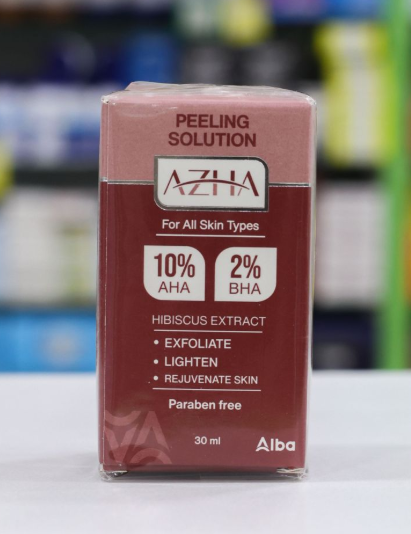 PEELING
SOLUTION
AZHA
For All Skin Types
10% 2%
AHA BHA
HIBISCUS EXTRACT
• EXFOLIATE
• LIGHTEN
• REJUVENATE SKIN
Paraben free
30 ml
Alba